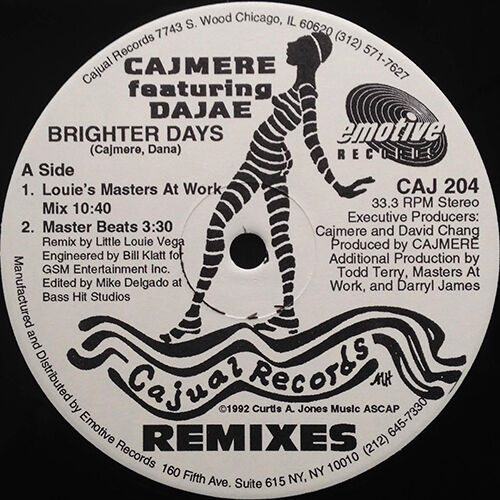 Cajual Records 7743 S. Wood Chicago, IL 60620 (312) 571-7627
CAJMERE
featuring
DAJAE
BRIGHTER DAYS
(Cajmere, Dana)
A Side
1. Louie's Masters At Work
Mix 10:40
2. Master Beats 3:30
Remix by Little Louie Vega
Engineered by Bill Klatt for
GSM Entertainment Inc.
Edited by Mike Delgado at
Bass Hit Studios
emotive
RECORDS
CAJ 204
33.3 RPM Stereo
Executive Producers:
Cajmere and David Chang
Produced by CAJMERE
Additional Production by
Todd Terry, Masters At
Work, and Darryl James
Cajual Records
MH
©1992 Curtis A. Jones Music ASCAP
REMIXES
Manufactured and Distributed by Emotive Records 160 Fifth Ave. Suite 615 NY, NY 10010 (212) 645-7330